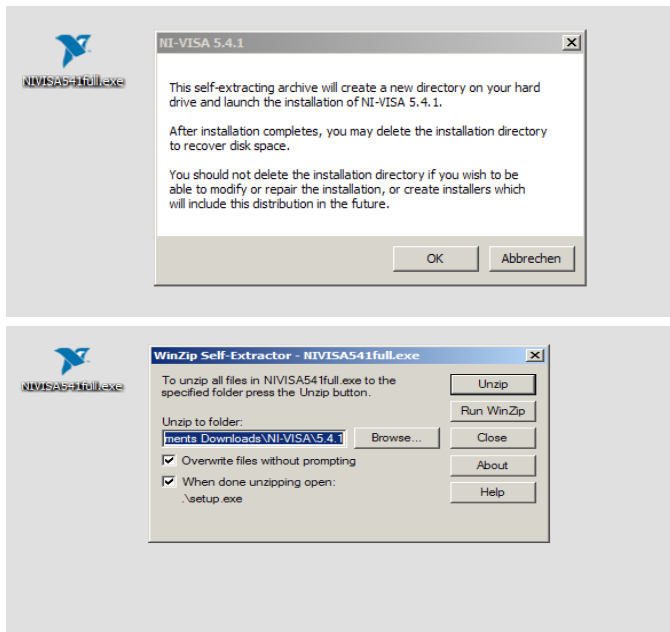 NI-VISA 5.4.1
NIVISA541full.exe
This self-extracting archive will create a new directory on your hard
drive and launch the installation of NI-VISA 5.4.1.
After installation completes, you may delete the installation directory
to recover disk space.
You should not delete the installation directory if you wish to be
able to modify or repair the installation, or create installers which
will include this distribution in the future.
OK
Abbrechen
WinZip Self-Extractor - NIVISA541full.exe
NIVISA541full.exe
To unzip all files in NIVISA541full.exe to the
specified folder press the Unzip button.
Unzip to folder:
ments Downloads\NI-VISA\5.4.1
Browse...
Overwrite files without prompting
When done unzipping open:
.\setup.exe
Unzip
Run WinZip
Close
About
Help